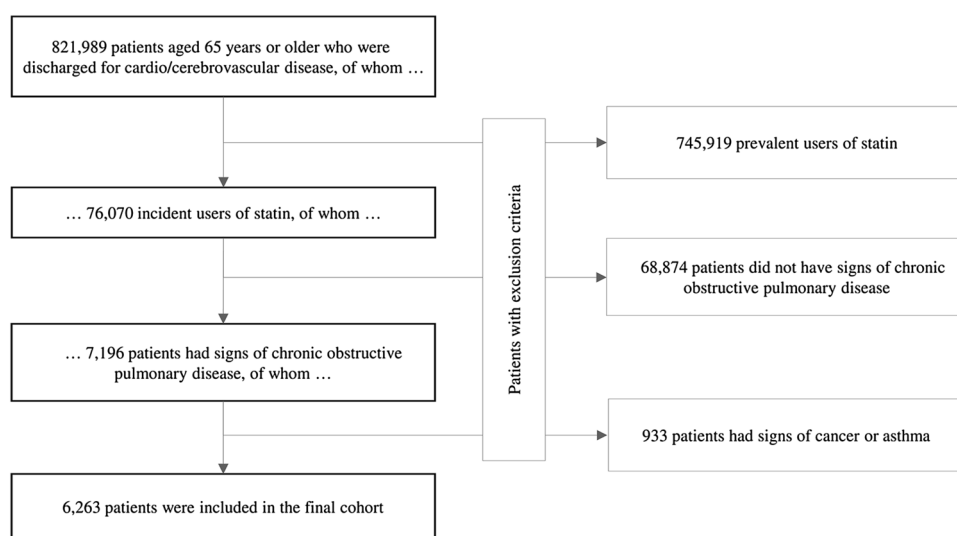 821,989 patients aged 65 years or older who were
discharged for cardio/cerebrovascular disease, of whom …
745,919 prevalent users of statin
… 76,070 incident users of statin, of whom …
Patients with exclusion criteria
68,874 patients did not have signs of chronic
obstructive pulmonary disease
… 7,196 patients had signs of chronic obstructive
pulmonary disease, of whom …
933 patients had signs of cancer or asthma
6,263 patients were included in the final cohort